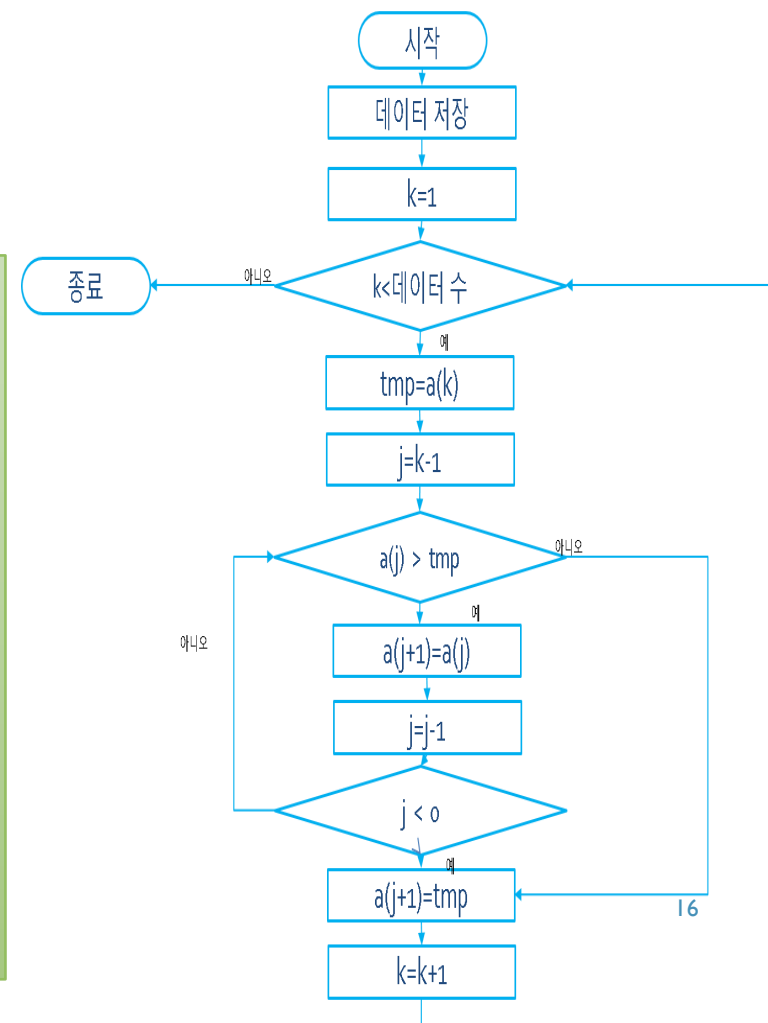 시작
데이터 저장
k=1
k<데이터 수
아니오
종료
예
tmp=a(k)
j=k-1
a(j) > tmp
아니오
예
a(j+1)=a(j)
아니오
j=j-1
j < 0
예
a(j+1)=tmp
16
k=k+1